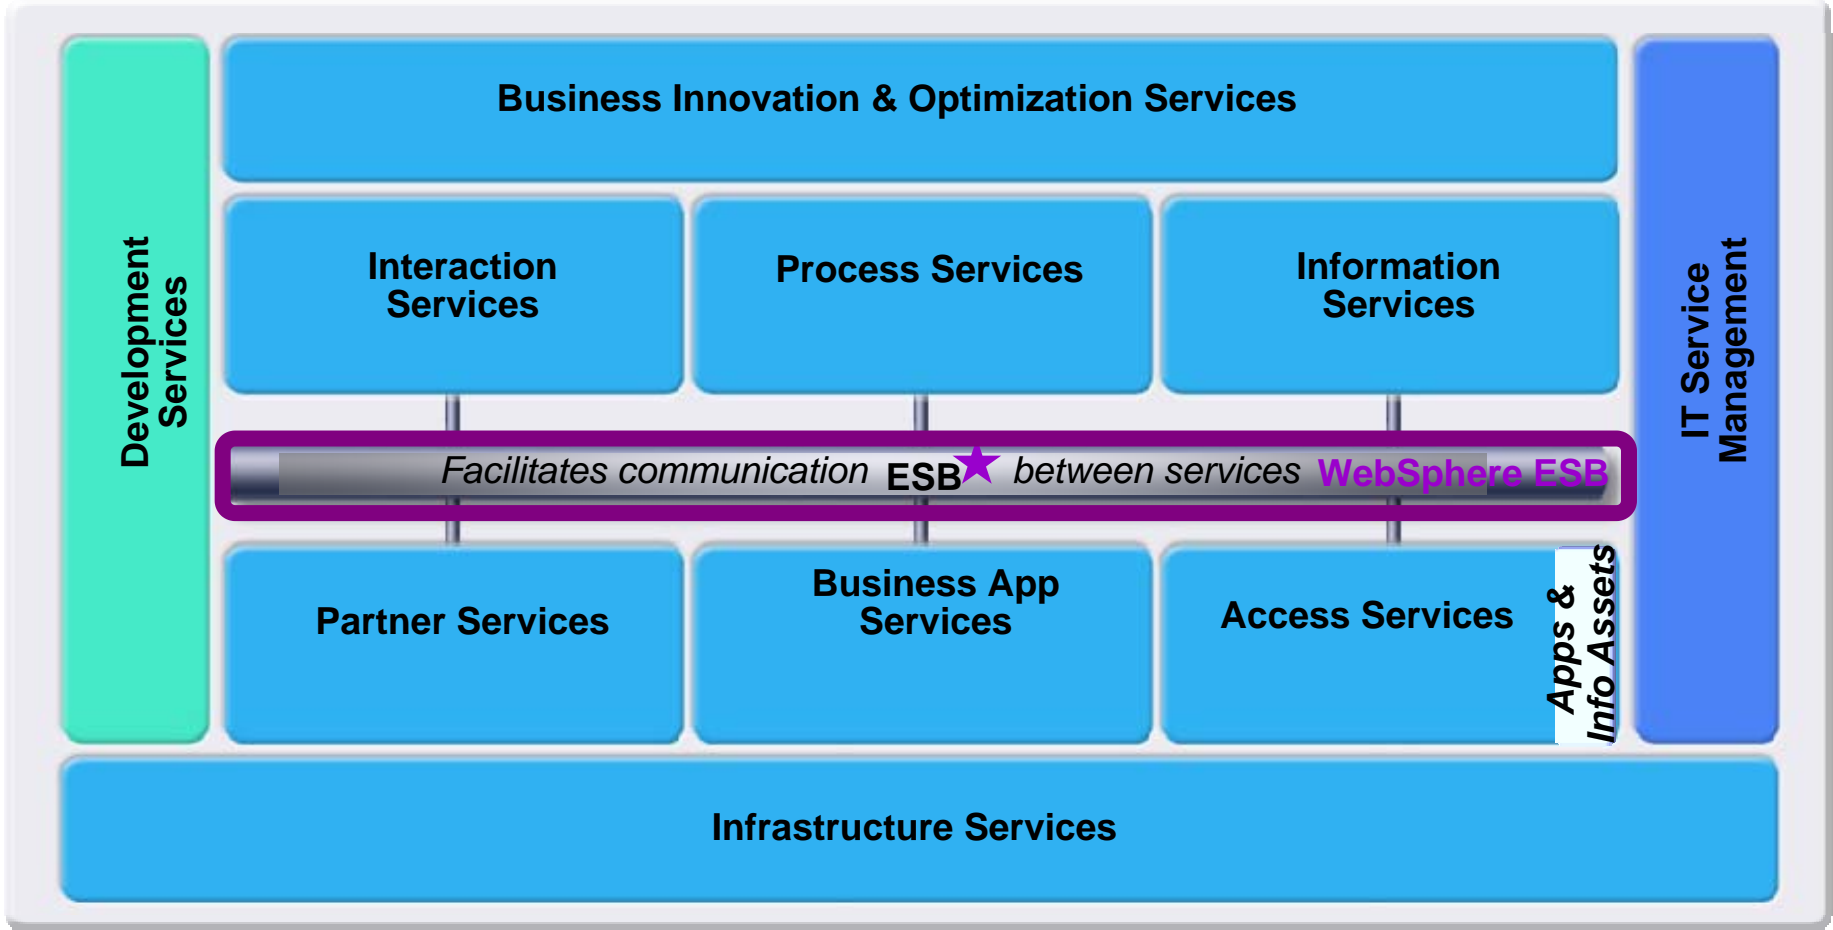 Business Innovation & Optimization Services
Development
Services
Interaction
Services
Process Services
Information
Services
IT Service
Management
Facilitates communication ESB between services WebSphere ESB
Partner Services
Business App
Services
Access Services
Apps &
Info Assets
Infrastructure Services